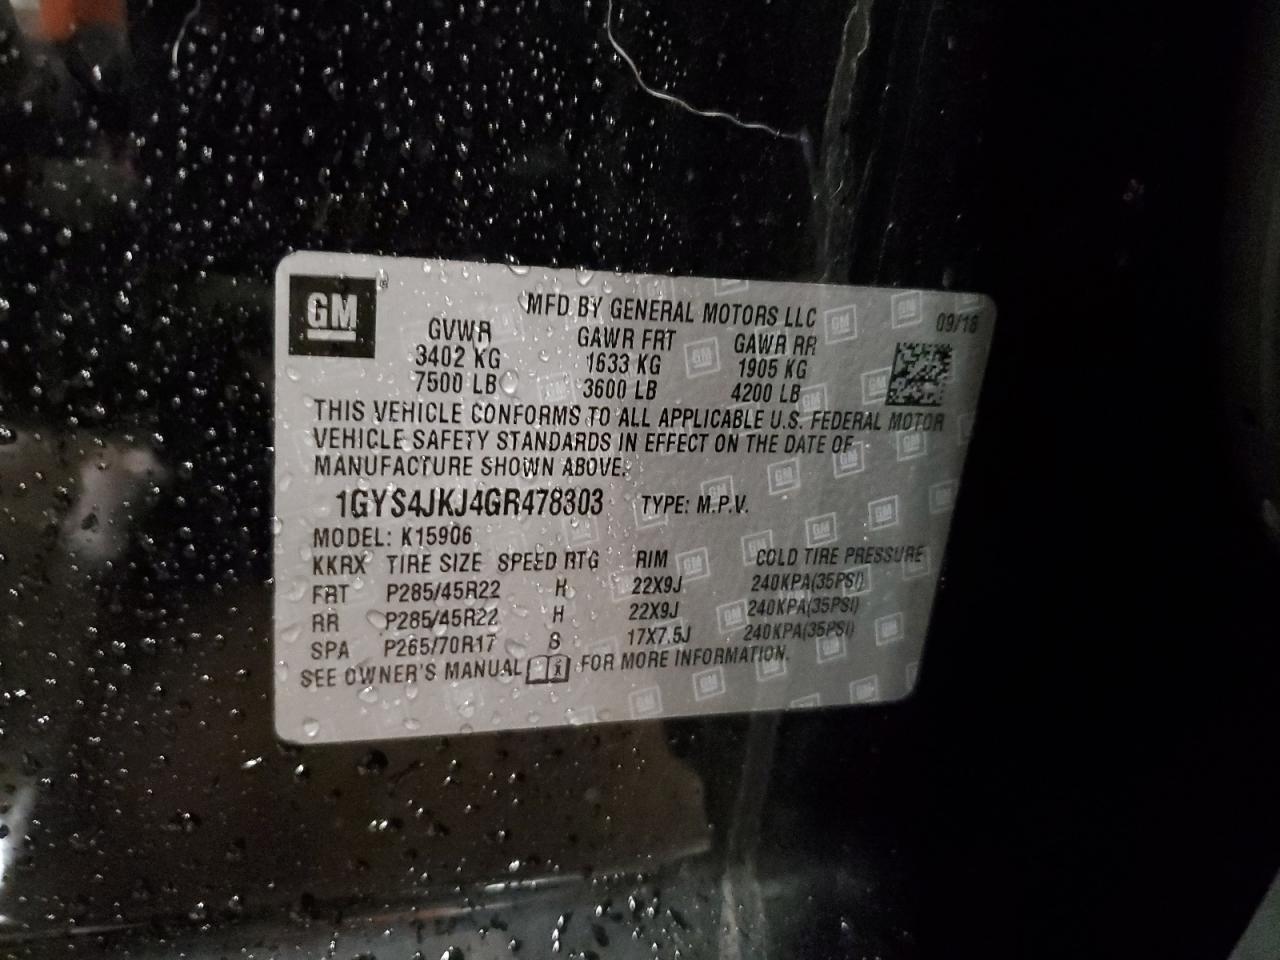 GM
MFD BY GENERAL MOTORS LLC
09/18
GVWR GAWR FRT GAWR RR
3402 KG 1633 KG 1905 KG
7500 LB 3600 LB 4200 LB
THIS VEHICLE CONFORMS TO ALL APPLICABLE U.S. FEDERAL MOTOR
VEHICLE SAFETY STANDARDS IN EFFECT ON THE DATE OF
MANUFACTURE SHOWN ABOVE.
1GYS4JKJ4GR478303 TYPE: M.P.V.
MODEL: K15906
KKRX TIRE SIZE SPEED RTG RIM COLD TIRE PRESSURE
FRT P285/45R22 H 22X9J 240KPA(35PSI)
RR P285/45R22 H 22X9J 240KPA(35PSI)
SPA P265/70R17 S 17X7.5J 240KPA(35PSI)
SEE OWNER'S MANUAL FOR MORE INFORMATION.